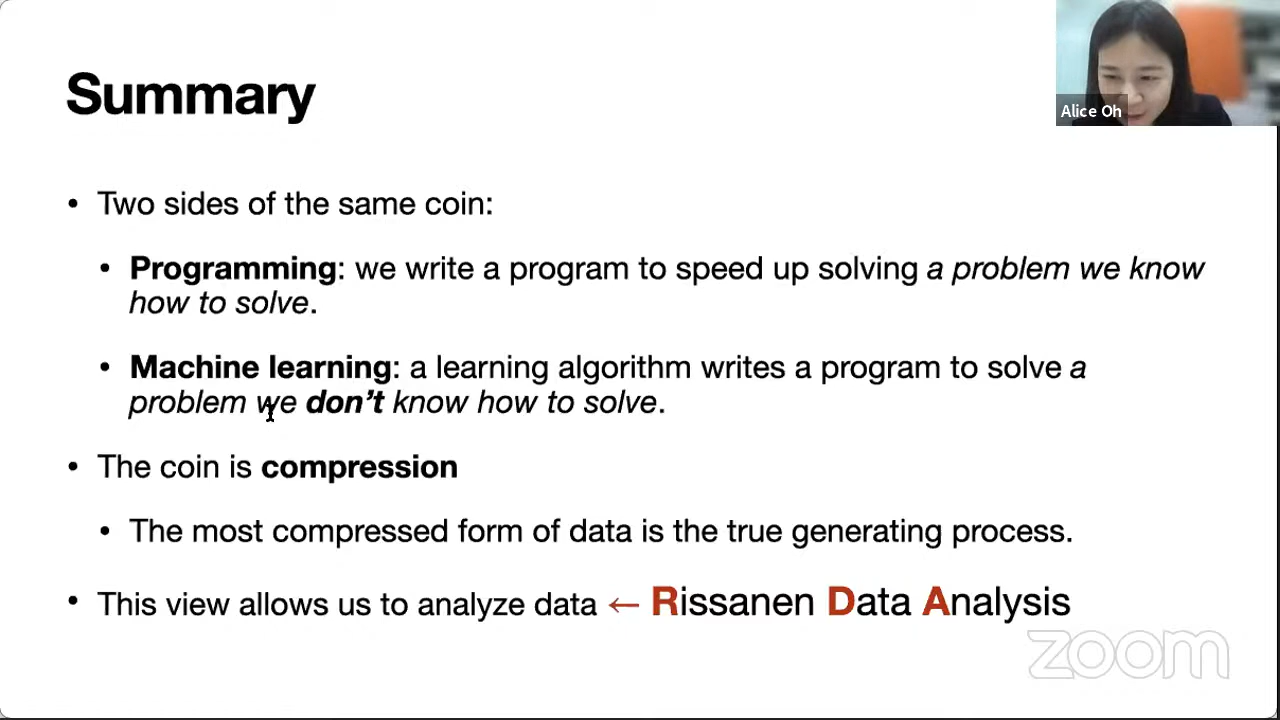 Summary
Alice Oh
• Two sides of the same coin:
• Programming: we write a program to speed up solving a problem we know
how to solve.
• Machine learning: a learning algorithm writes a program to solve a
problem we don’t know how to solve.
• The coin is compression
• The most compressed form of data is the true generating process.
• This view allows us to analyze data ← Rissanen Data Analysis
zoom